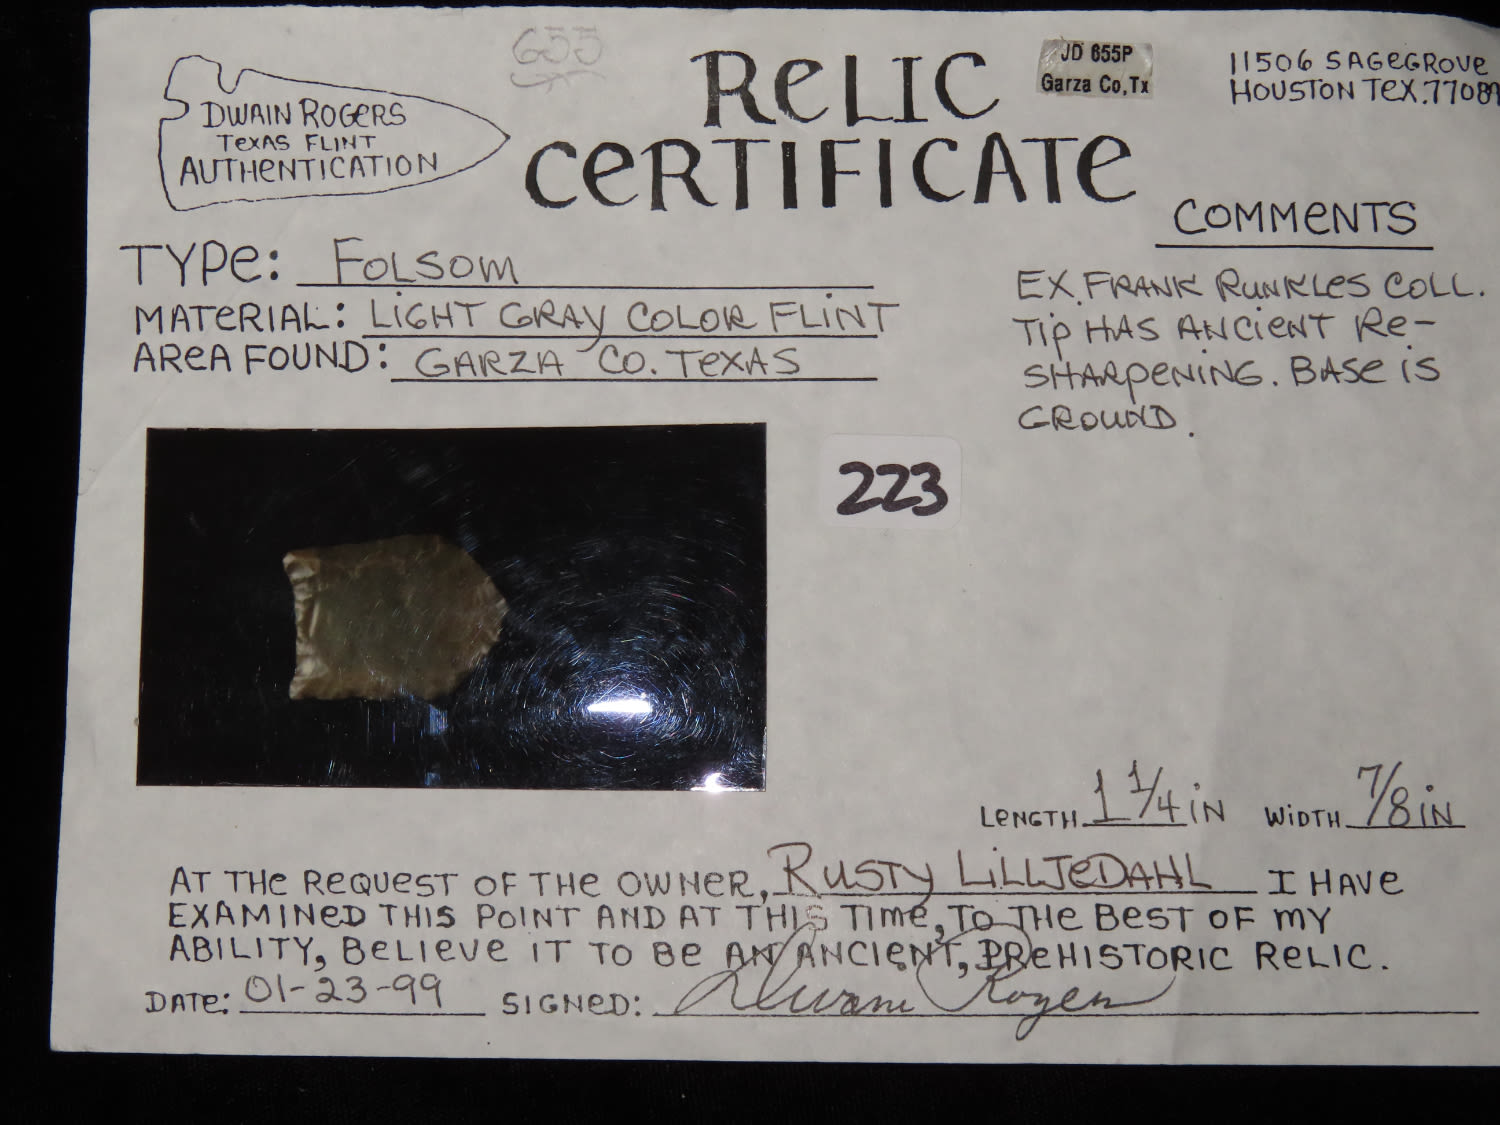 655
DWAIN ROGERS
TEXAS FLINT
AUTHENTICATION
RELIC
CERTIFICATE
JD 655P
Garza Co,Tx
11506 SAGEGROVE
HOUSTON TEX. 77089
TYPE: FOLSOM
MATERIAL: LIGHT GRAY COLOR FLINT
AREA FOUND: GARZA CO. TEXAS
COMMENTS
EX. FRANK RUNKLES COLL.
TIP HAS ANCIENT RE-
SHARPENING. BASE IS
GROUND.
223
LENGTH 1 1/4 IN WIDTH 7/8 IN
AT THE REQUEST OF THE OWNER, RUSTY LILLJEDAHL I HAVE
EXAMINED THIS POINT AND AT THIS TIME, TO THE BEST OF MY
ABILITY, BELIEVE IT TO BE AN ANCIENT, PREHISTORIC RELIC.
DATE: 01-23-99 SIGNED: Dwain Rogers